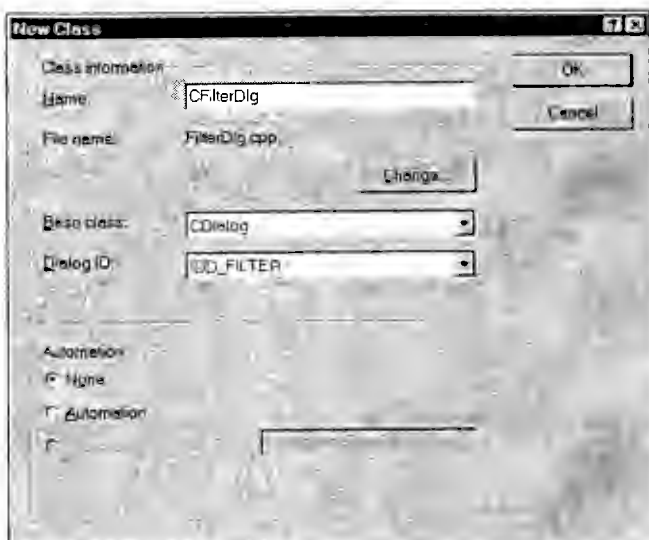 New Class
Class information
Name:
CFilterDlg
File name:
FilterDlg.cpp
Change...
Base class:
CDialog
Dialog ID:
IDD_FILTER
Automation
None
Automation
OK
Cancel